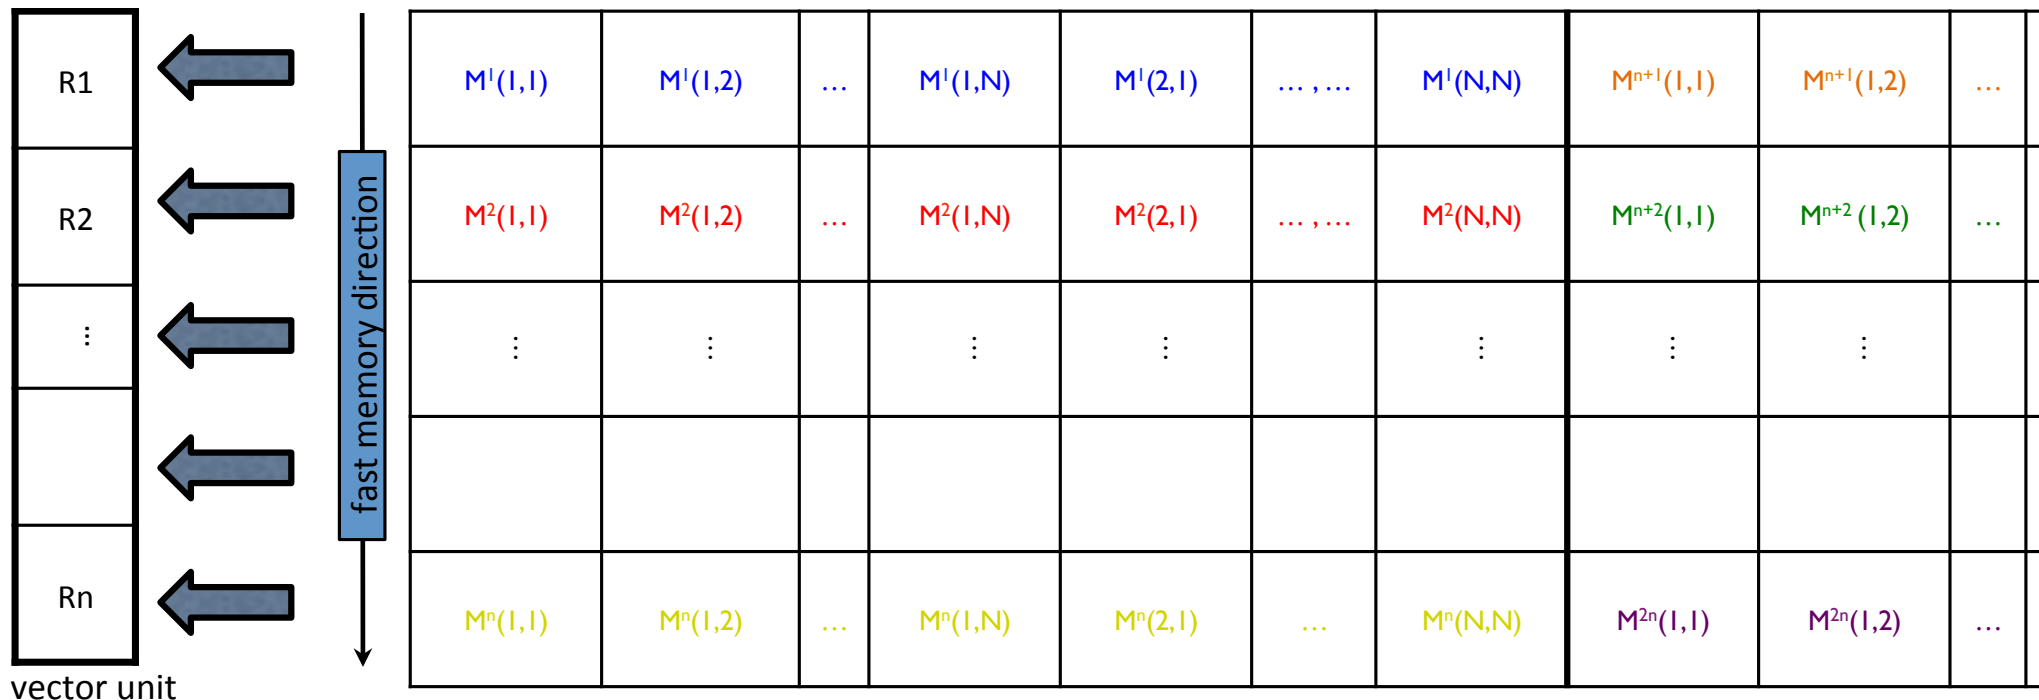 R1 M¹(1,1) M¹(1,2) ... M¹(1,N) M¹(2,1) ... , ... M¹(N,N) Mⁿ⁺¹(1,1) Mⁿ⁺¹(1,2) ...
R2 M²(1,1) M²(1,2) ... M²(1,N) M²(2,1) ... , ... M²(N,N) Mⁿ⁺²(1,1) Mⁿ⁺² (1,2) ...
fast memory direction
⋮ ⋮ ⋮ ⋮ ⋮ ⋮ ⋮ ⋮
Rn Mⁿ(1,1) Mⁿ(1,2) ... Mⁿ(1,N) Mⁿ(2,1) ... Mⁿ(N,N) M²ⁿ(1,1) M²ⁿ(1,2) ...
vector unit